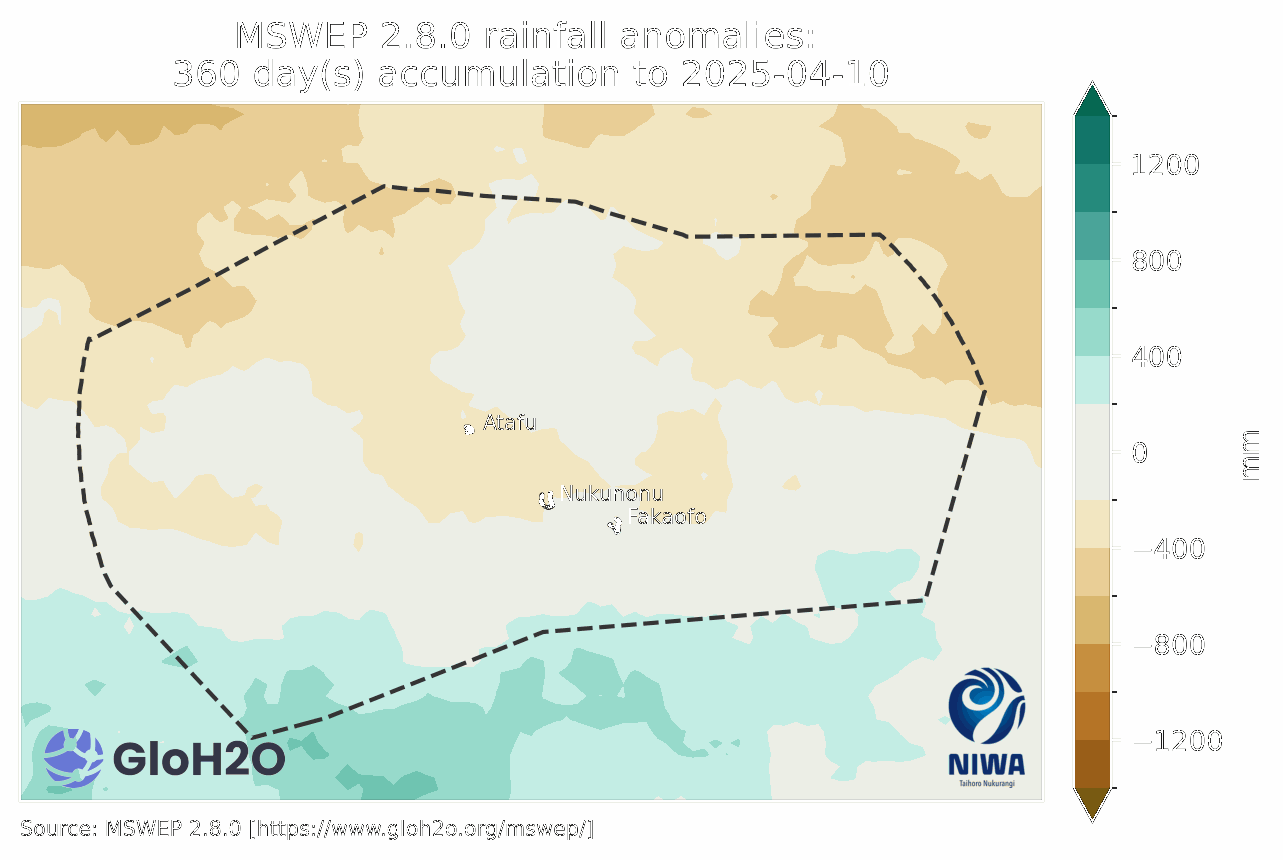 MSWEP 2.8.0 rainfall anomalies:
360 day(s) accumulation to 2025-04-10
1200
800
400
0
−400
−800
−1200
mm
Atafu
Nukunonu
Fakaofo
GloH2O
NIWA
Taihoro Nukurangi
Source: MSWEP 2.8.0 [https://www.gloh2o.org/mswep/]